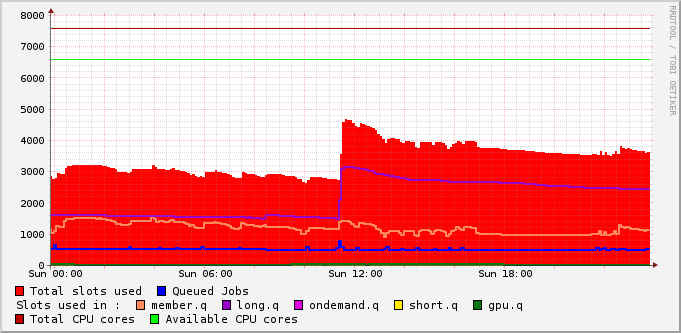 8000
7000
6000
5000
4000
3000
2000
1000
0
Sun 00:00 Sun 06:00 Sun 12:00 Sun 18:00
RRDTOOL / TOBI OETIKER
Total slots used Queued Jobs
Slots used in : member.q long.q ondemand.q short.q gpu.q
Total CPU cores Available CPU cores